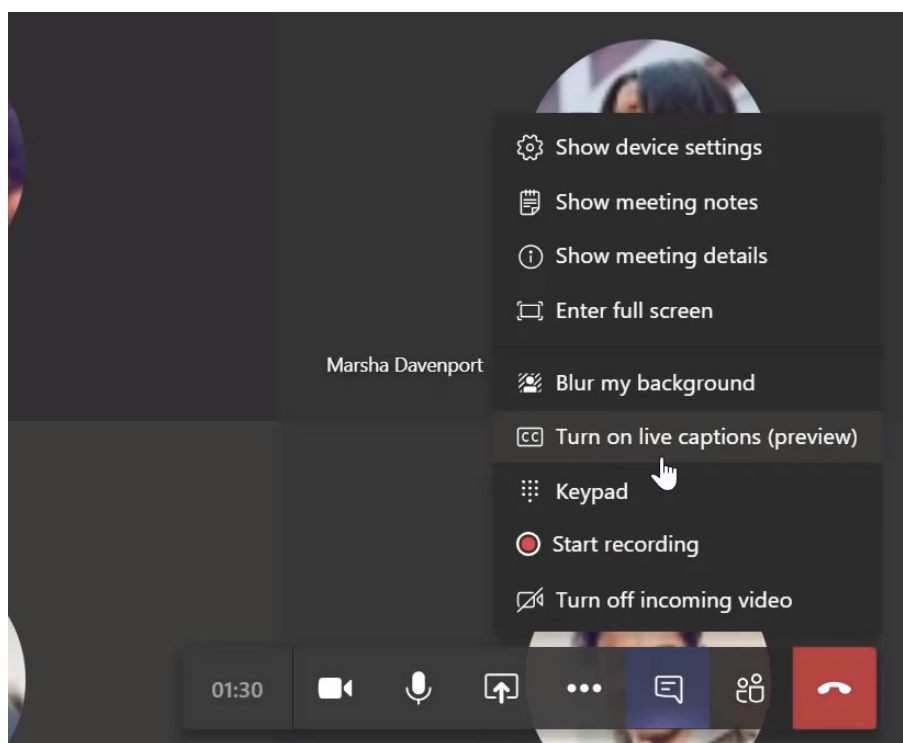 Show device settings
Show meeting notes
Show meeting details
Enter full screen
Marsha Davenport
Blur my background
CC Turn on live captions (preview)
Keypad
Start recording
Turn off incoming video
01:30